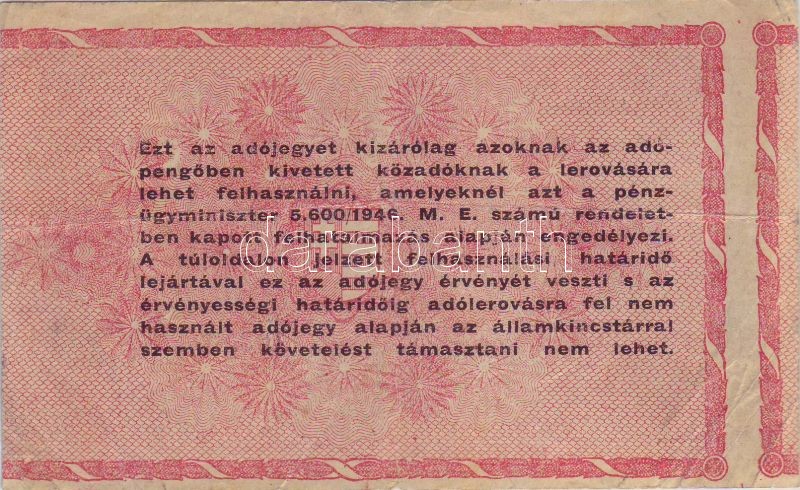 Ezt az adójegyet kizárólag azoknak az adó-
pengőben kivetett közadóknak a lerovására
lehet felhasználni, amelyeknél azt a pénz-
ügyminiszter 5.600/1946. M. E. számú rendelet-
ben kapott felhatalmazás alapján engedélyezi.
A túloldalon jelzett felhasználási határidő
lejártával ez az adójegy érvényét veszti s az
érvényességi határidőig adólerovásra fel nem
használt adójegy alapján az államkincstárral
szemben követelést támasztani nem lehet.
darabanth